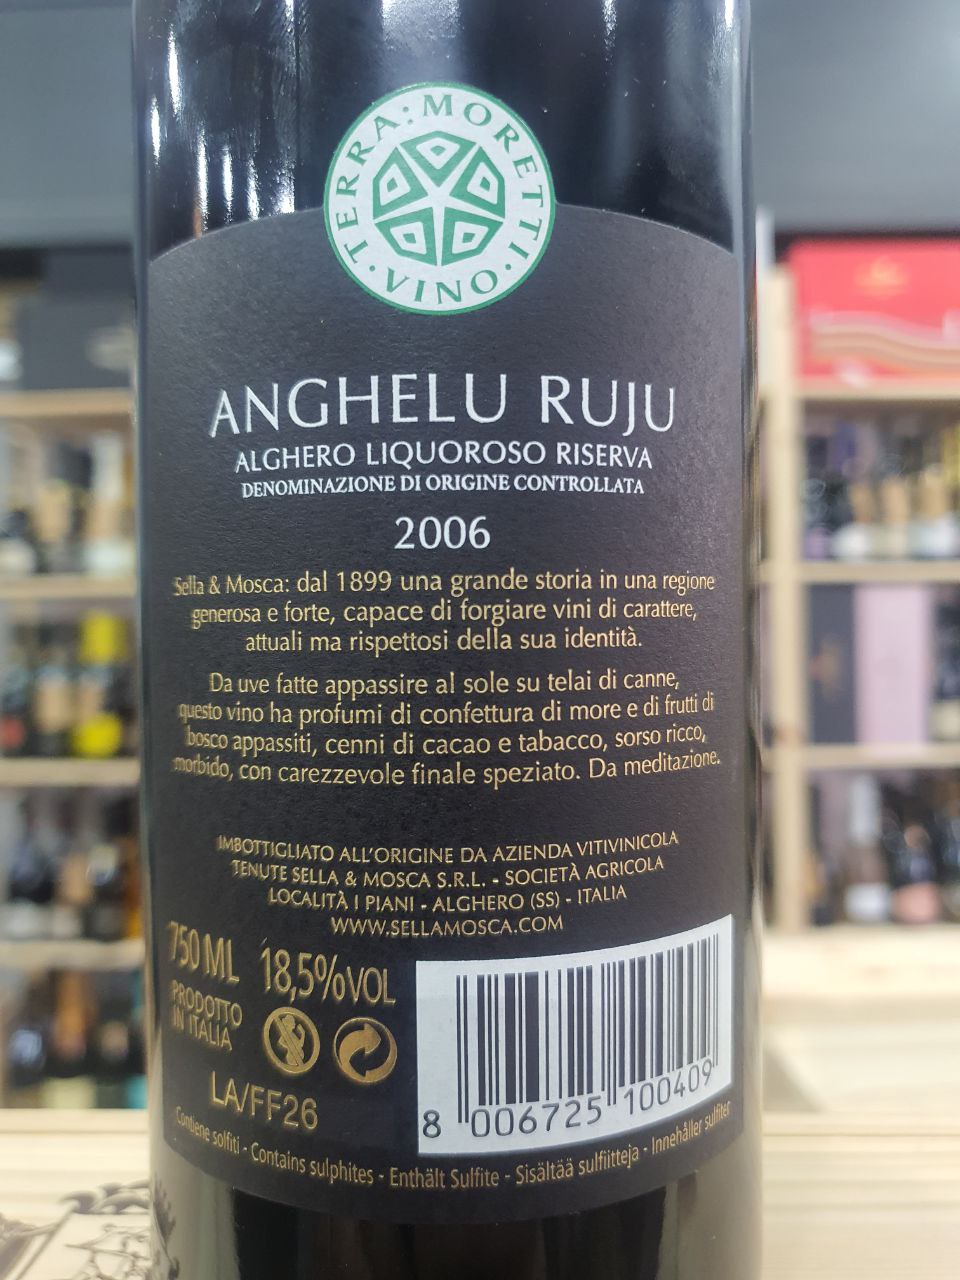 TERRA:MORETTI·VINO·
ANGHELU RUJU
ALGHERO LIQUOROSO RISERVA
DENOMINAZIONE DI ORIGINE CONTROLLATA
2006
Sella & Mosca: dal 1899 una grande storia in una regione
generosa e forte, capace di forgiare vini di carattere,
attuali ma rispettosi della sua identità.
Da uve fatte appassire al sole su telai di canne,
questo vino ha profumi di confettura di more e di frutti di
bosco appassiti, cenni di cacao e tabacco, sorso ricco,
morbido, con carezzevole finale speziato. Da meditazione.
IMBOTTIGLIATO ALL'ORIGINE DA AZIENDA VITIVINICOLA
TENUTE SELLA & MOSCA S.R.L. - SOCIETÀ AGRICOLA
LOCALITÀ I PIANI - ALGHERO (SS) - ITALIA
WWW.SELLAMOSCA.COM
750 ML 18,5%VOL
PRODOTTO
IN ITALIA
LA/FF26
8 006725 100409
Contiene solfiti - Contains sulphites - Enthält Sulfite - Sisältää sulfiitteja - Innehåller sulfiter